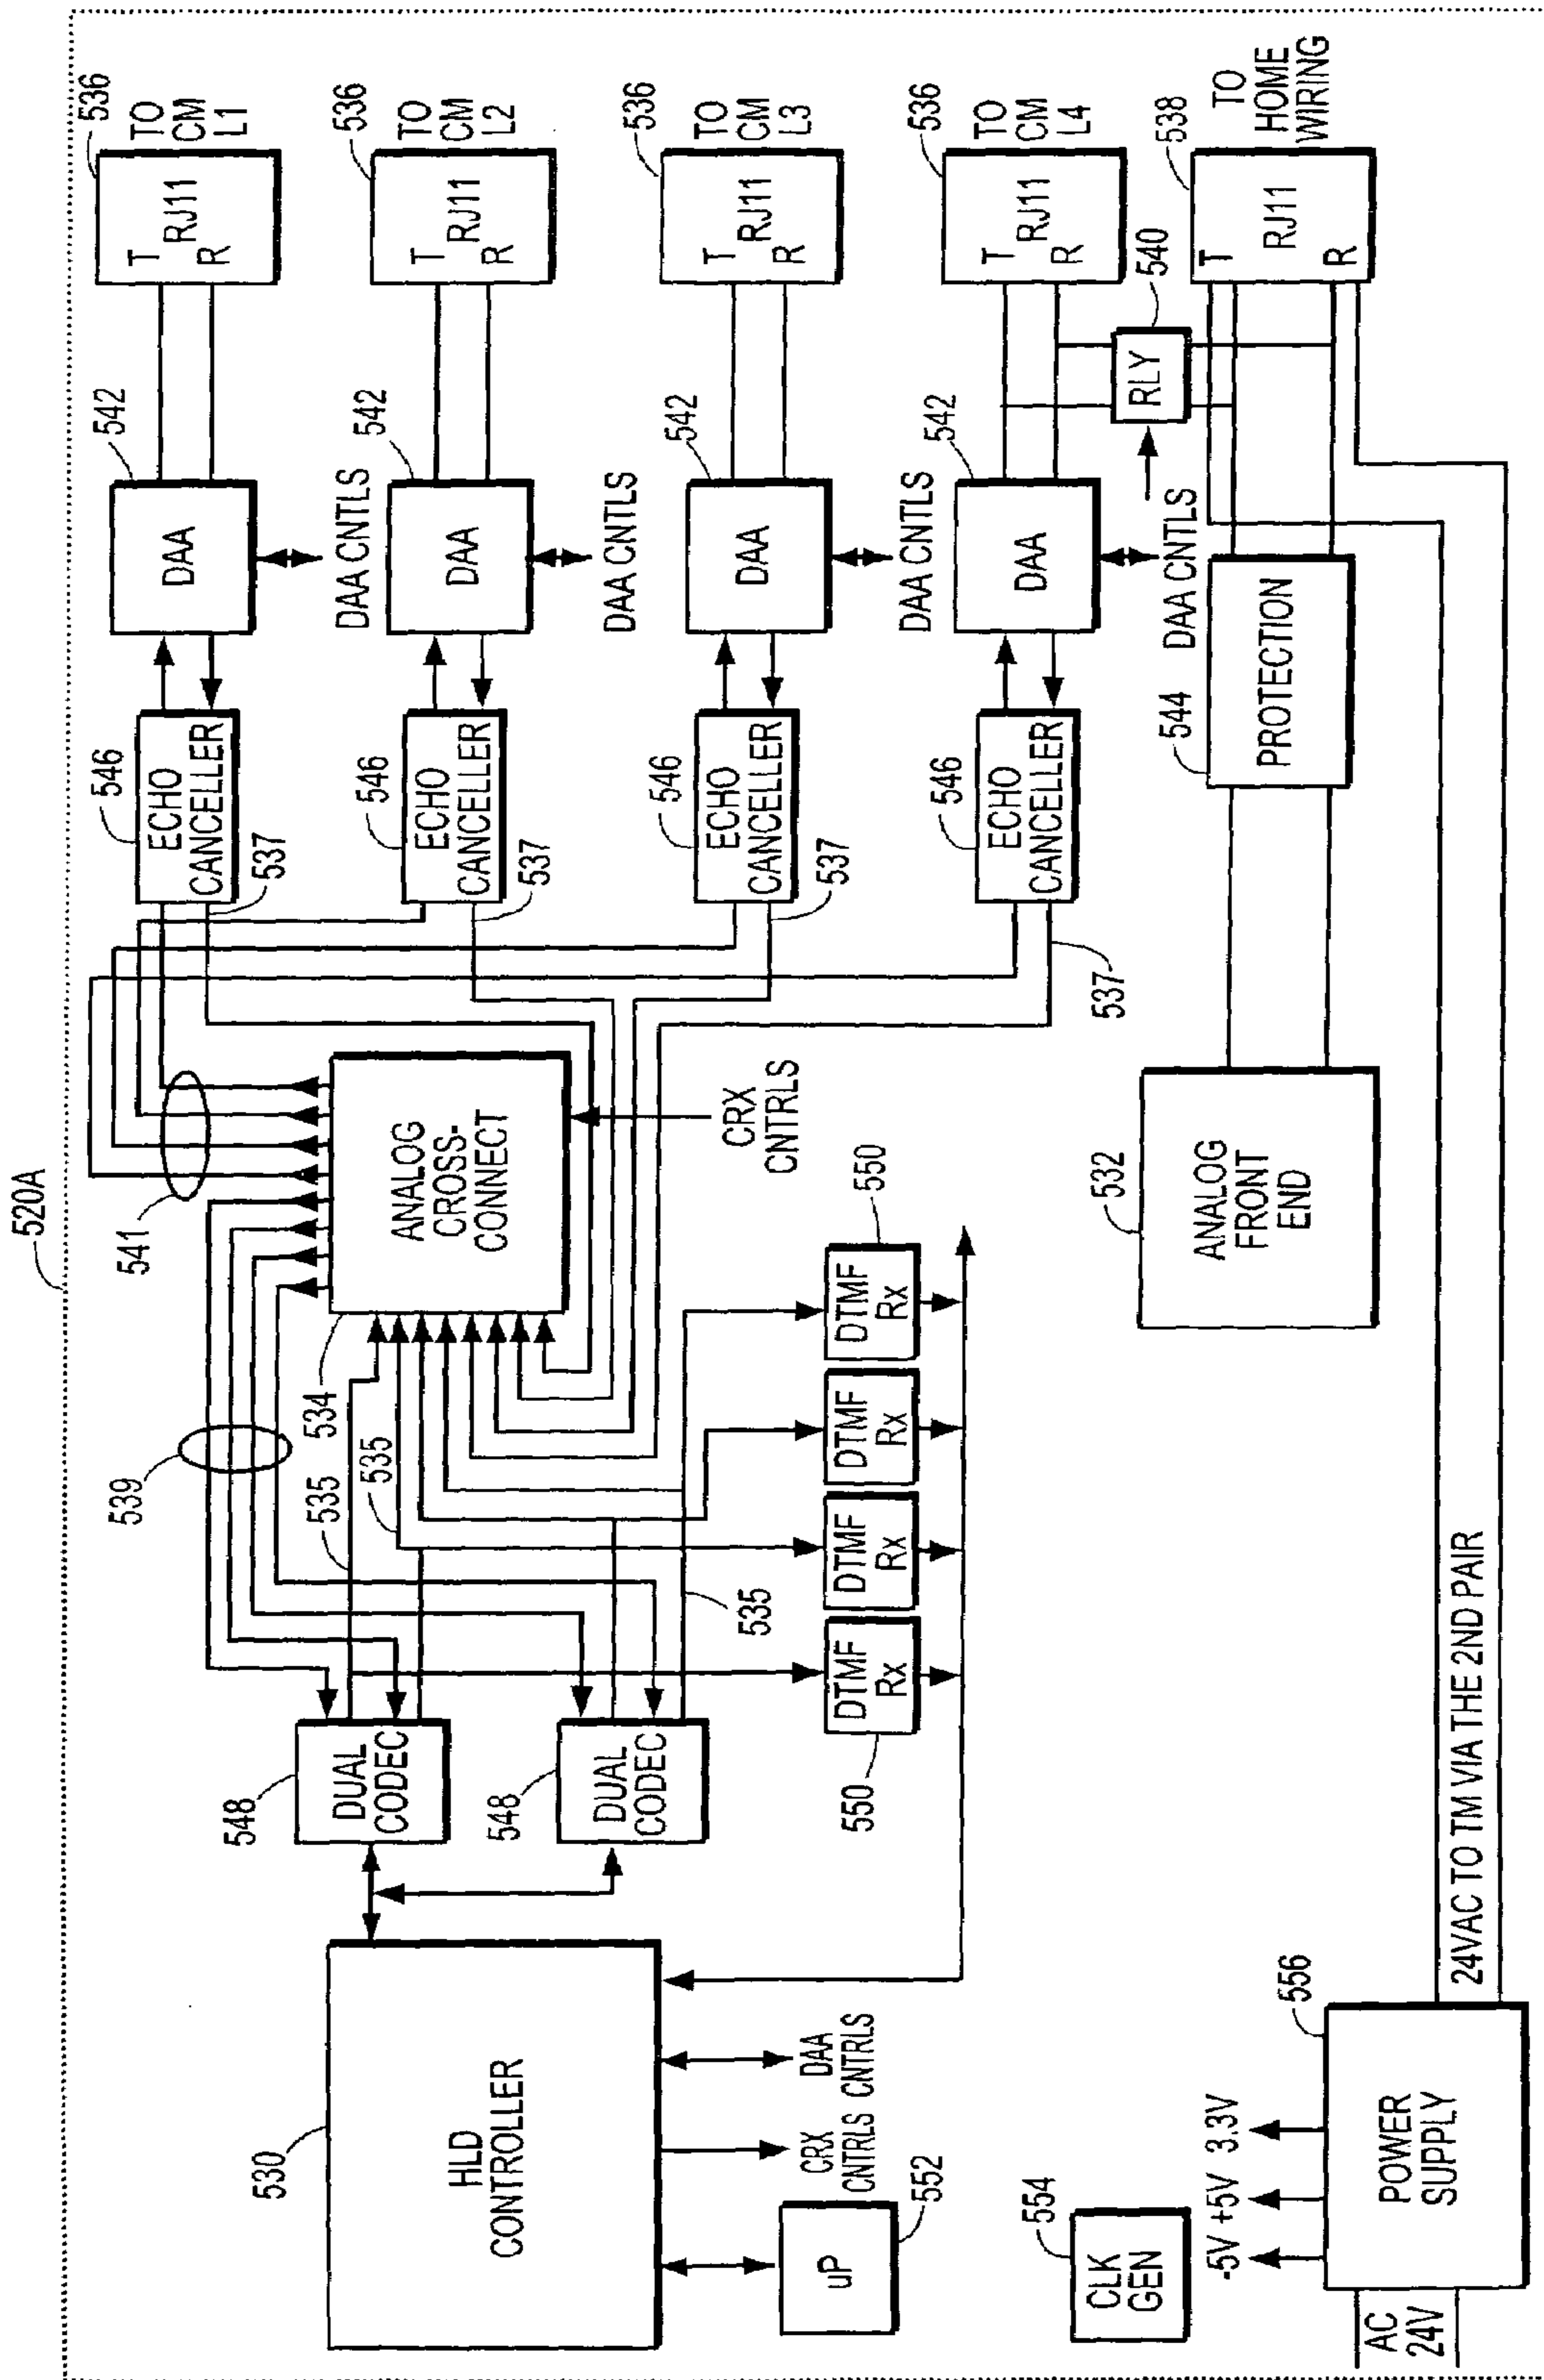 520A
530
HLD
CONTROLLER
CRX
CNTRLS
DAA
CNTRLS
uP
552
CLK
GEN
554
-5V +5V 3.3V
POWER
SUPPLY
556
AC
24V
24VAC TO TM VIA THE 2ND PAIR
548
DUAL
CODEC
548
DUAL
CODEC
539
535
535
535
534
541
ANALOG
CROSS-
CONNECT
CRX
CNTRLS
DTMF
Rx
550
DTMF
Rx
DTMF
Rx
DTMF
Rx
550
532
ANALOG
FRONT
END
546
ECHO
CANCELLER
537
546
ECHO
CANCELLER
537
546
ECHO
CANCELLER
537
546
ECHO
CANCELLER
537
544
PROTECTION
542
DAA
DAA CNTLS
542
DAA
DAA CNTLS
542
DAA
DAA CNTLS
542
DAA
DAA CNTLS
RLY
540
536
T
RJ11
R
TO
CM
L1
536
T
RJ11
R
TO
CM
L2
536
T
RJ11
R
TO
CM
L3
536
T
RJ11
R
TO
CM
L4
538
T
RJ11
R
TO
HOME
WIRING